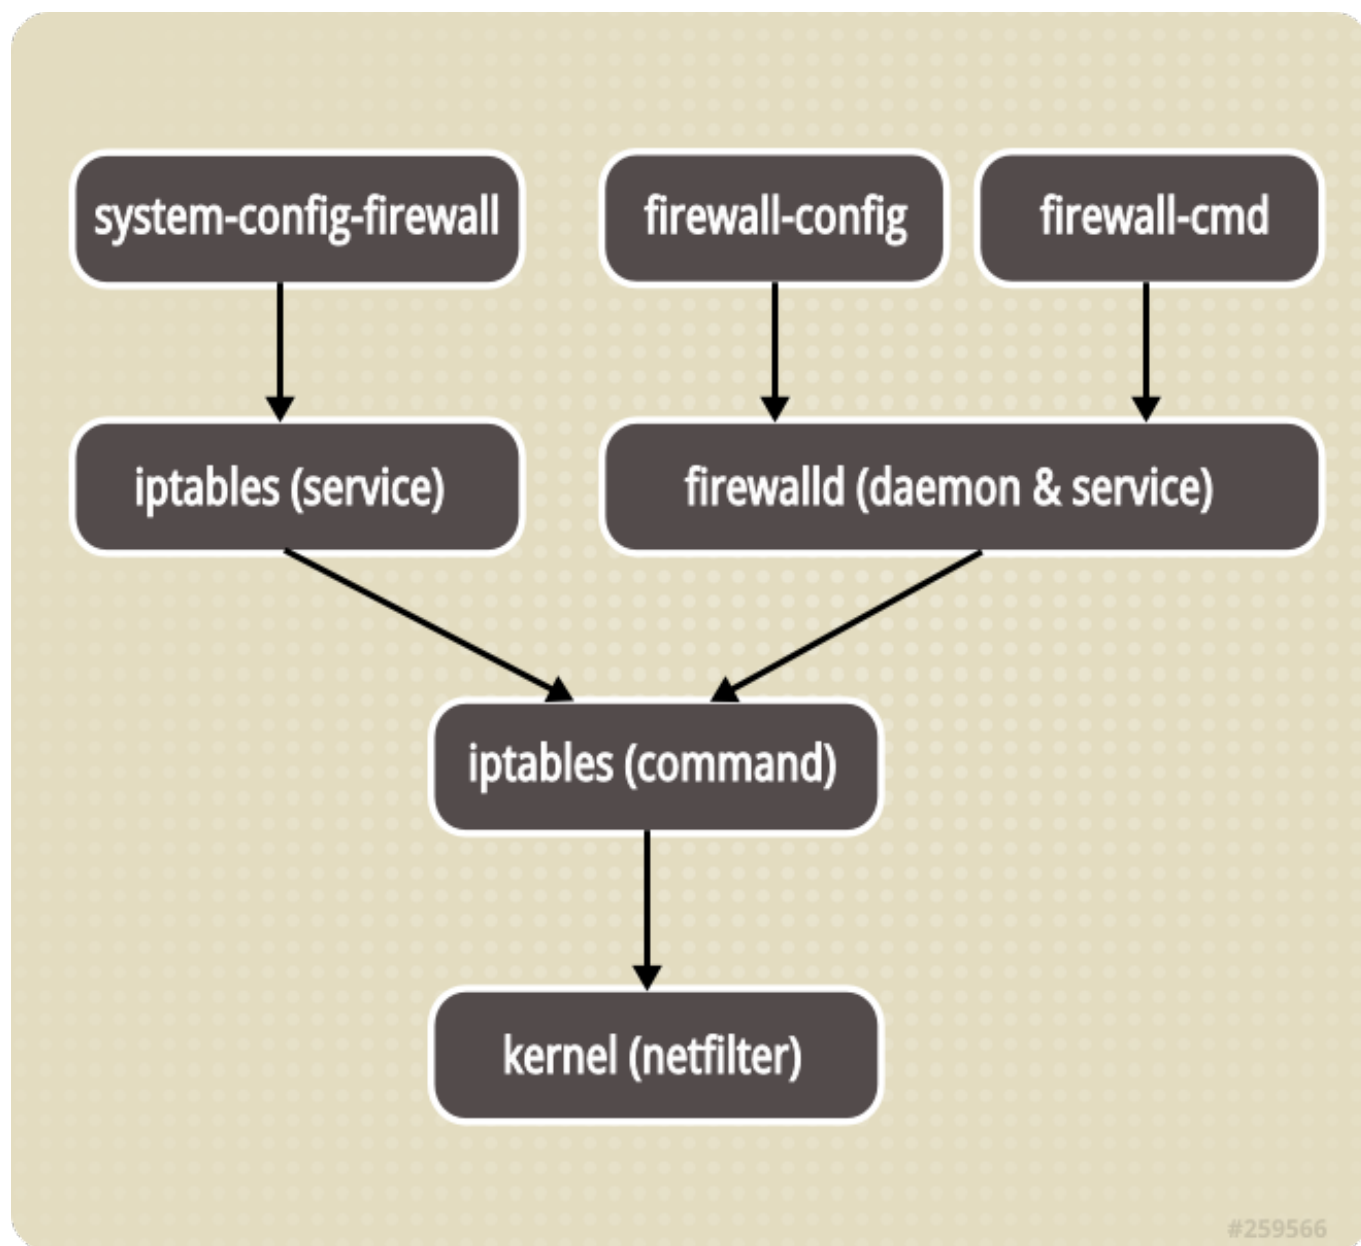 system-config-firewall
firewall-config
firewall-cmd
iptables (service)
firewalld (daemon & service)
iptables (command)
kernel (netfilter)
#259566